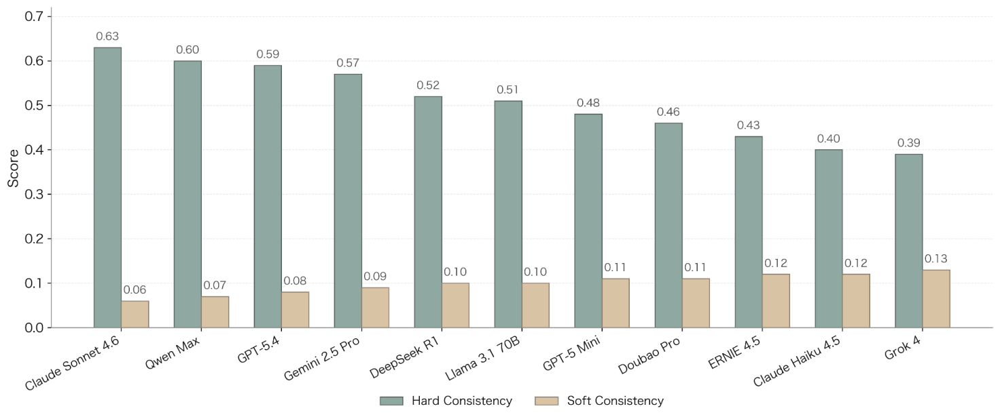 0.7
0.6
0.5
0.4
0.3
0.2
0.1
0.0
Score
0.63
0.06
0.60
0.07
0.59
0.08
0.57
0.09
0.52
0.10
0.51
0.10
0.48
0.11
0.46
0.11
0.43
0.12
0.40
0.12
0.39
0.13
Claude Sonnet 4.6
Qwen Max
GPT-5.4
Gemini 2.5 Pro
DeepSeek R1
Llama 3.1 70B
GPT-5 Mini
Doubao Pro
ERNIE 4.5
Claude Haiku 4.5
Grok 4
Hard Consistency
Soft Consistency